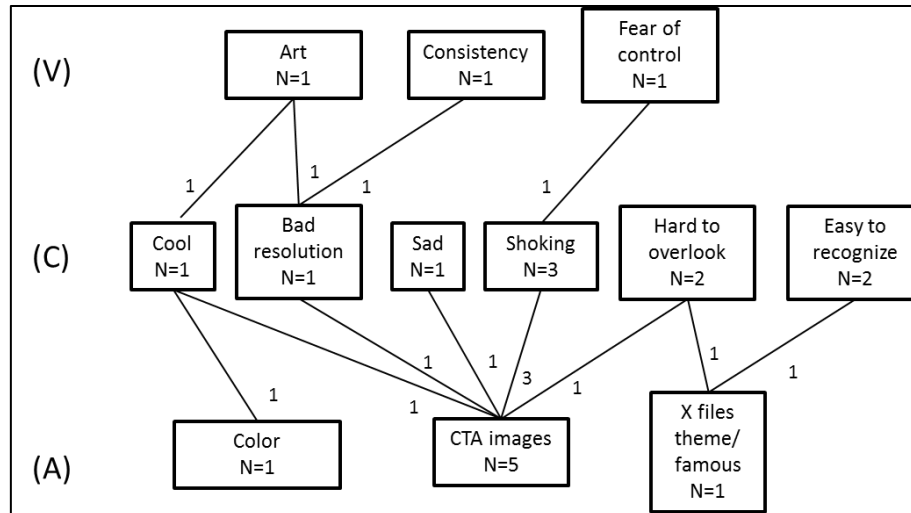 (V)
Art
N=1
Consistency
N=1
Fear of
control
N=1
1
1
1
1
(C)
Cool
N=1
Bad
resolution
N=1
Sad
N=1
Shoking
N=3
Hard to
overlook
N=2
Easy to
recognize
N=2
1
1
1
1
3
1
1
1
(A)
Color
N=1
CTA images
N=5
X files
theme/
famous
N=1